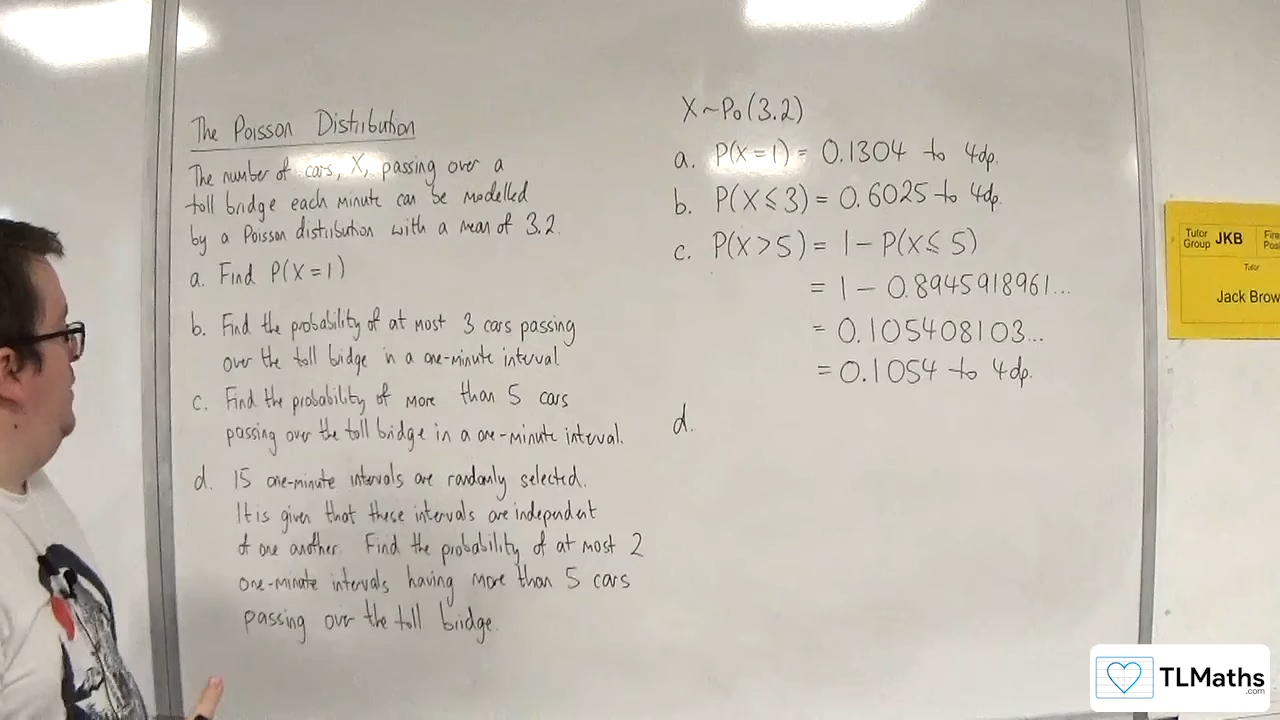 The Poisson Distribution
The number of cars, X, passing over a
toll bridge each minute can be modelled
by a Poisson distribution with a mean of 3.2.
a. Find P(X=1)
b. Find the probability of at most 3 cars passing
over the toll bridge in a one-minute interval.
c. Find the probability of more than 5 cars
passing over the toll bridge in a one-minute interval.
d. 15 one-minute intervals are randomly selected.
It is given that these intervals are independent
of one another. Find the probability of at most 2
one-minute intervals having more than 5 cars
passing over the toll bridge.
X~Po(3.2)
a. P(X=1) = 0.1304 to 4dp.
b. P(X≤3) = 0.6025 to 4dp.
c. P(X>5) = 1 - P(X≤5)
= 1 - 0.8945918961...
= 0.105408103...
= 0.1054 to 4dp.
d.
Tutor
Group JKB
Tutor
Jack Brow
TLMaths
.com